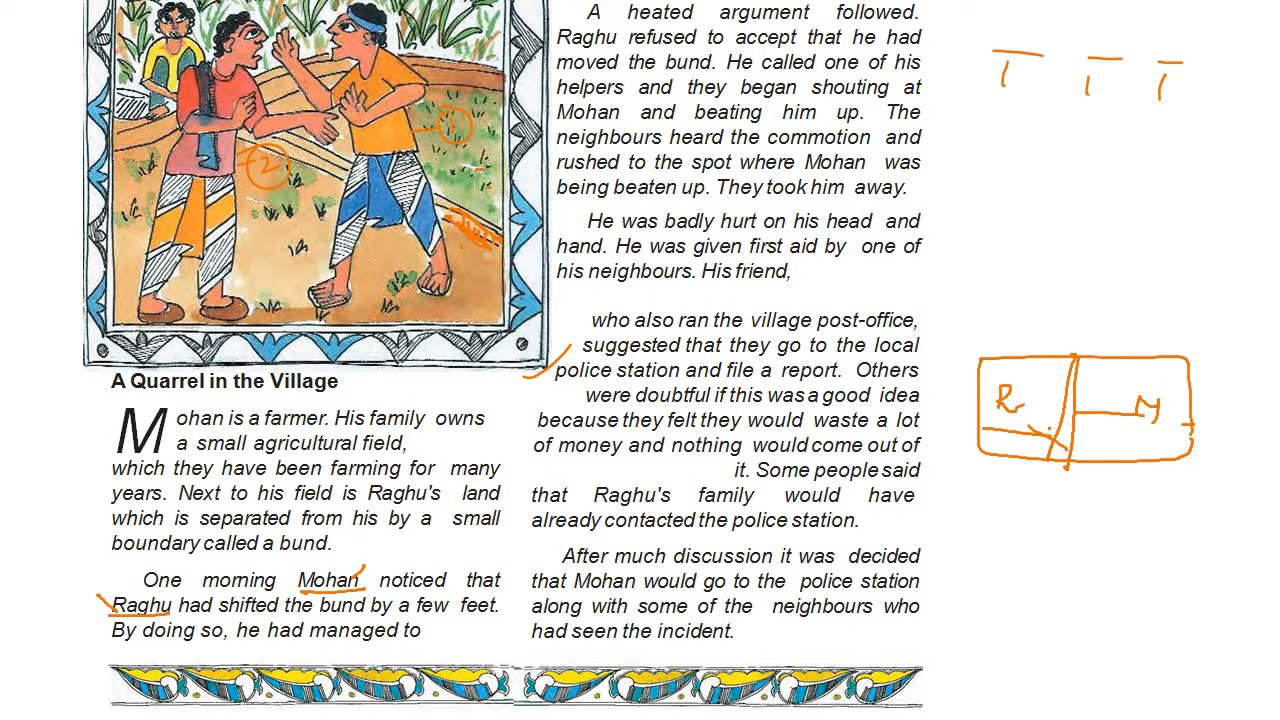 A Quarrel in the Village
Mohan is a farmer. His family owns
a small agricultural field,
which they have been farming for many
years. Next to his field is Raghu's land
which is separated from his by a small
boundary called a bund.
One morning Mohan noticed that
Raghu had shifted the bund by a few feet.
By doing so, he had managed to
A heated argument followed.
Raghu refused to accept that he had
moved the bund. He called one of his
helpers and they began shouting at
Mohan and beating him up. The
neighbours heard the commotion and
rushed to the spot where Mohan was
being beaten up. They took him away.
He was badly hurt on his head and
hand. He was given first aid by one of
his neighbours. His friend,
who also ran the village post-office,
suggested that they go to the local
police station and file a report. Others
were doubtful if this was a good idea
because they felt they would waste a lot
of money and nothing would come out of
it. Some people said
that Raghu's family would have
already contacted the police station.
After much discussion it was decided
that Mohan would go to the police station
along with some of the neighbours who
had seen the incident.
1
2
R M